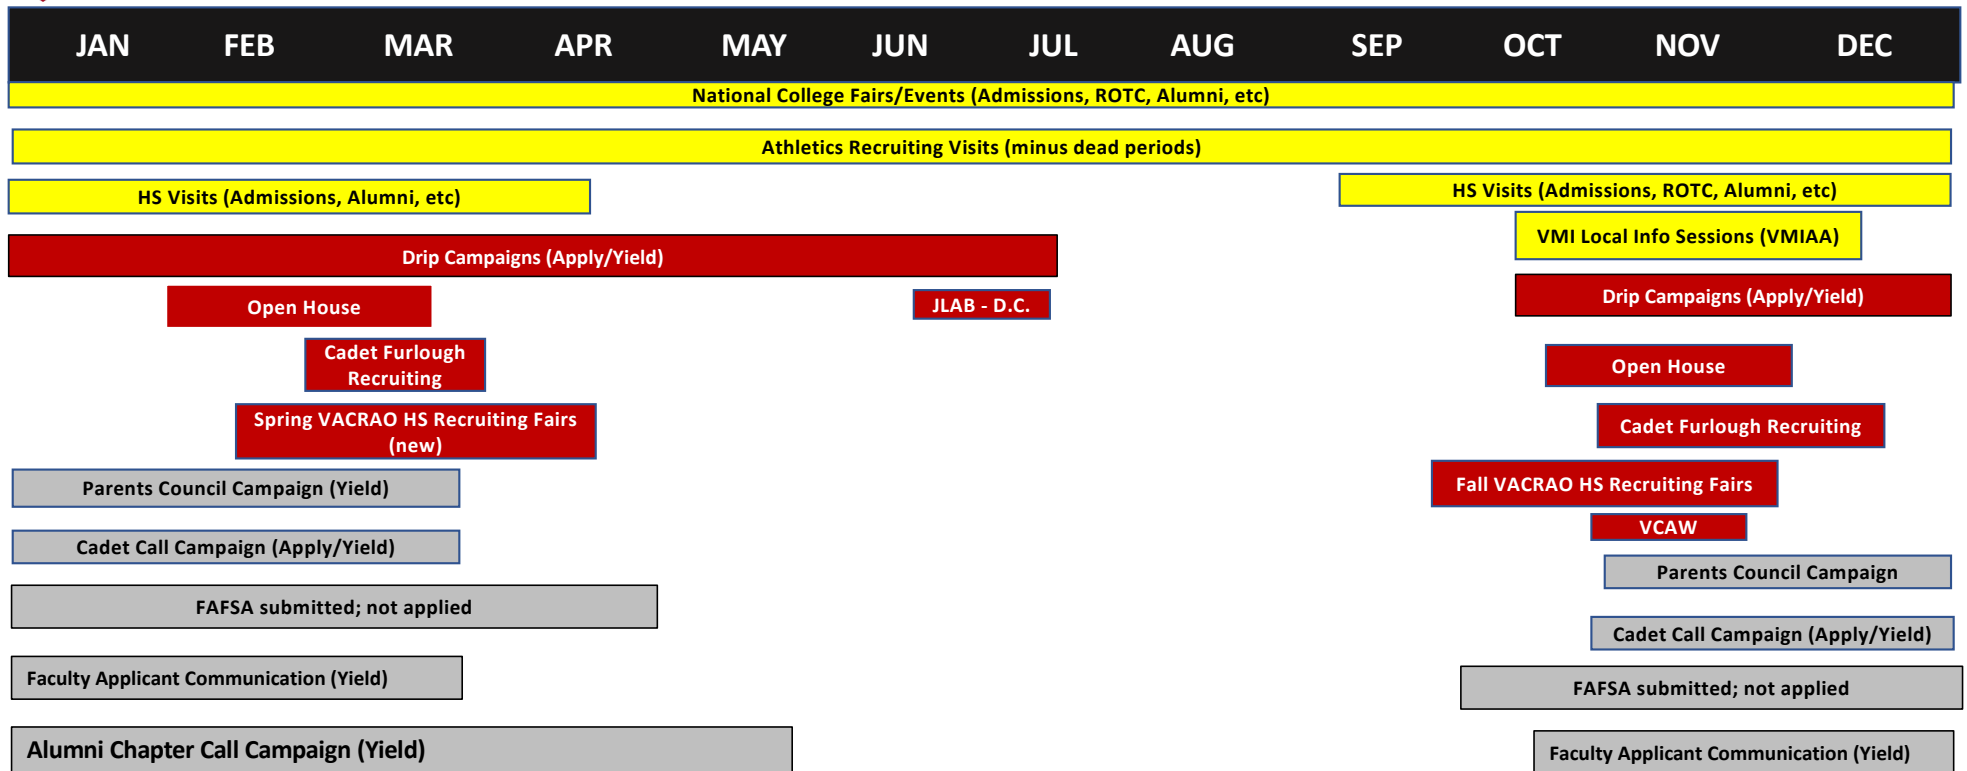 JAN FEB MAR APR MAY JUN JUL AUG SEP OCT NOV DEC
National College Fairs/Events (Admissions, ROTC, Alumni, etc)
Athletics Recruiting Visits (minus dead periods)
HS Visits (Admissions, Alumni, etc)
HS Visits (Admissions, ROTC, Alumni, etc)
VMI Local Info Sessions (VMIAA)
Drip Campaigns (Apply/Yield)
Drip Campaigns (Apply/Yield)
Open House
JLAB - D.C.
Cadet Furlough
Recruiting
Open House
Spring VACRAO HS Recruiting Fairs
(new)
Cadet Furlough Recruiting
Parents Council Campaign (Yield)
Fall VACRAO HS Recruiting Fairs
VCAW
Cadet Call Campaign (Apply/Yield)
Parents Council Campaign
FAFSA submitted; not applied
Cadet Call Campaign (Apply/Yield)
Faculty Applicant Communication (Yield)
FAFSA submitted; not applied
Alumni Chapter Call Campaign (Yield)
Faculty Applicant Communication (Yield)